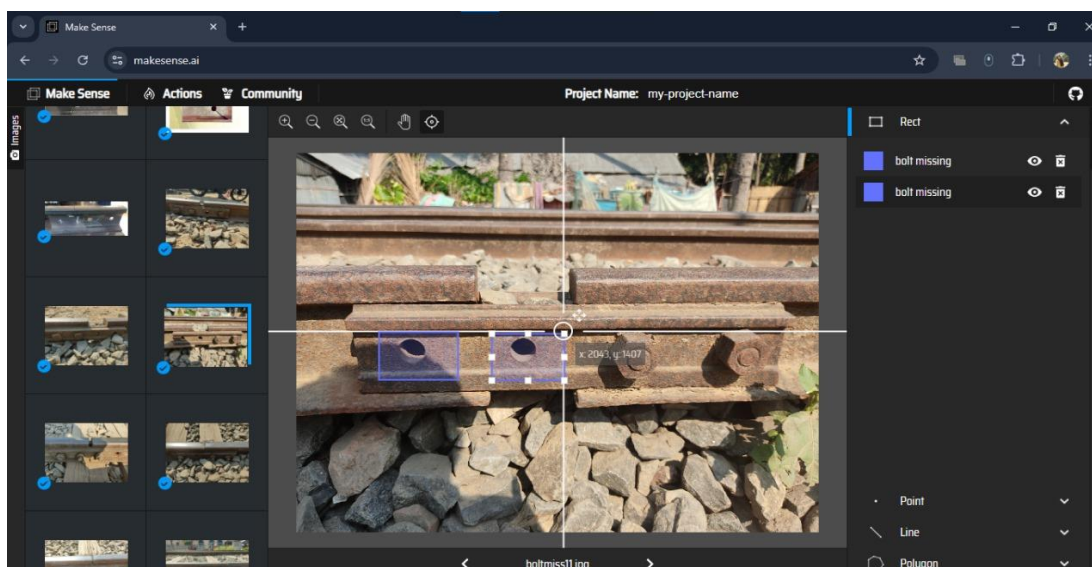 Make Sense
makesense.ai
Make Sense
Actions
Community
Project Name: my-project-name
Images
Rect
bolt missing
bolt missing
x: 2043, y: 1407
Point
Line
Polygon
boltmiss11.jpg